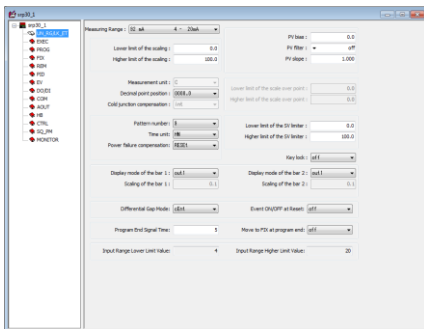 srp30_1
srp30_1
UN_RGLK_ET
EXEC
PROG
FIX
REM
PID
EV
DO/DI
COM
AOUT
HB
CTRL
SQ_PM
MONITOR
Measuring Range : 82 mA 4 - 20mA
PV bias : 0.0
PV filter : off
PV slope : 1.000
Lower limit of the scaling : 0.0
Higher limit of the scaling : 100.0
Measurement unit : C
Decimal point position : 0000.0
Cold junction compensation :
Lower limit of the scale over point : 0.0
Higher limit of the scale over point : 0.0
Pattern number :
Time unit: HM
Power failure compensation: RESEt
Lower limit of the SV limiter : 0.0
Higher limit of the SV limiter : 100.0
Key lock : off
Display mode of the bar 1 : out1
Display mode of the bar 2 : out1
Scaling of the bar 1 : 0.1
Scaling of the bar 2 : 0.1
Differential Gap Mode:
Event ON/OFF at Reset: off
Program End Signal Time : 5
Move to FIX at program end: off
Input Range Lower Limit Value: 4
Input Range Higher Limit Value: 20